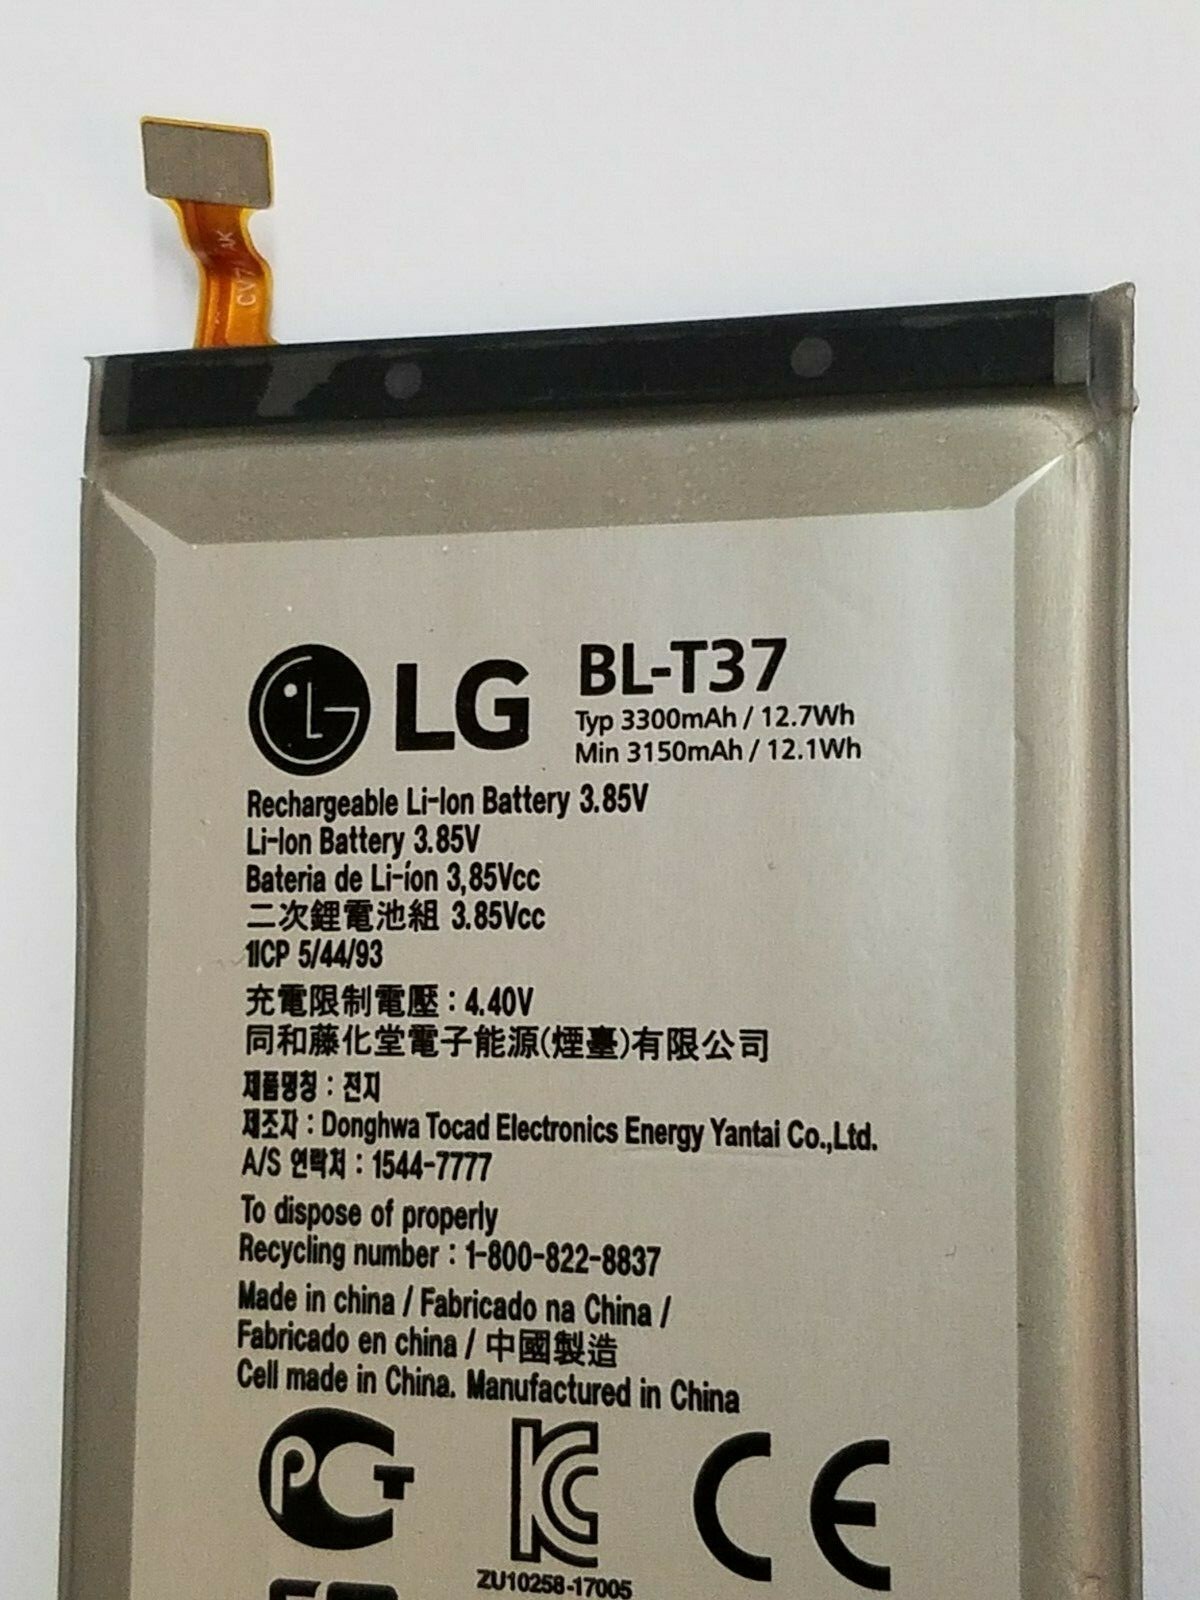 CV7 AK
LG BL-T37
Typ 3300mAh / 12.7Wh
Min 3150mAh / 12.1Wh
Rechargeable Li-Ion Battery 3.85V
Li-Ion Battery 3.85V
Bateria de Li-íon 3,85Vcc
二次鋰電池組 3.85Vcc
1ICP 5/44/93
充電限制電壓 : 4.40V
同和藤化堂電子能源(煙臺)有限公司
제품명칭 : 전지
제조자 : Donghwa Tocad Electronics Energy Yantai Co.,Ltd.
A/S 연락처 : 1544-7777
To dispose of properly
Recycling number : 1-800-822-8837
Made in china / Fabricado na China /
Fabricado en china / 中國製造
Cell made in China. Manufactured in China
PCT KC CE
ZU10258-17005